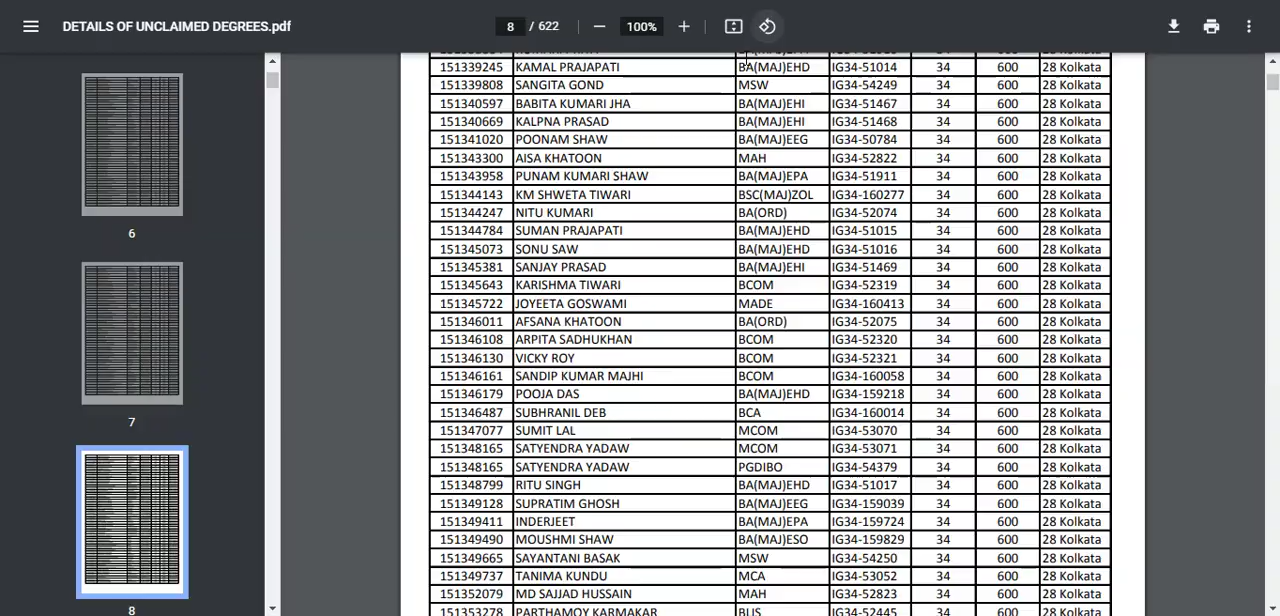 DETAILS OF UNCLAIMED DEGREES.pdf 8 / 622 100%
151339245 KAMAL PRAJAPATI BA(MAJ)EHD IG34-51014 34 600 28 Kolkata
151339808 SANGITA GOND MSW IG34-54249 34 600 28 Kolkata
151340597 BABITA KUMARI JHA BA(MAJ)EHI IG34-51467 34 600 28 Kolkata
151340669 KALPNA PRASAD BA(MAJ)EHI IG34-51468 34 600 28 Kolkata
151341020 POONAM SHAW BA(MAJ)EEG IG34-50784 34 600 28 Kolkata
151343300 AISA KHATOON MAH IG34-52822 34 600 28 Kolkata
151343958 PUNAM KUMARI SHAW BA(MAJ)EPA IG34-51911 34 600 28 Kolkata
151344143 KM SHWETA TIWARI BSC(MAJ)ZOL IG34-160277 34 600 28 Kolkata
151344247 NITU KUMARI BA(ORD) IG34-52074 34 600 28 Kolkata
151344784 SUMAN PRAJAPATI BA(MAJ)EHD IG34-51015 34 600 28 Kolkata
151345073 SONU SAW BA(MAJ)EHD IG34-51016 34 600 28 Kolkata
151345381 SANJAY PRASAD BA(MAJ)EHI IG34-51469 34 600 28 Kolkata
151345643 KARISHMA TIWARI BCOM IG34-52319 34 600 28 Kolkata
151345722 JOYEETA GOSWAMI MADE IG34-160413 34 600 28 Kolkata
151346011 AFSANA KHATOON BA(ORD) IG34-52075 34 600 28 Kolkata
151346108 ARPITA SADHUKHAN BCOM IG34-52320 34 600 28 Kolkata
151346130 VICKY ROY BCOM IG34-52321 34 600 28 Kolkata
151346161 SANDIP KUMAR MAJHI BCOM IG34-160058 34 600 28 Kolkata
151346179 POOJA DAS BA(MAJ)EHD IG34-159218 34 600 28 Kolkata
151346487 SUBHRANIL DEB BCA IG34-160014 34 600 28 Kolkata
151347077 SUMIT LAL MCOM IG34-53070 34 600 28 Kolkata
151348165 SATYENDRA YADAW MCOM IG34-53071 34 600 28 Kolkata
151348165 SATYENDRA YADAW PGDIBO IG34-54379 34 600 28 Kolkata
151348799 RITU SINGH BA(MAJ)EHD IG34-51017 34 600 28 Kolkata
151349128 SUPRATIM GHOSH BA(MAJ)EEG IG34-159039 34 600 28 Kolkata
151349411 INDERJEET BA(MAJ)EPA IG34-159724 34 600 28 Kolkata
151349490 MOUSHMI SHAW BA(MAJ)ESO IG34-159829 34 600 28 Kolkata
151349665 SAYANTANI BASAK MSW IG34-54250 34 600 28 Kolkata
151349737 TANIMA KUNDU MCA IG34-53052 34 600 28 Kolkata
151352079 MD SAJJAD HUSSAIN MAH IG34-52823 34 600 28 Kolkata
151353278 PARTHAMOY KARMAKAR BLIS IG34-52445 34 600 28 Kolkata
6
7
8